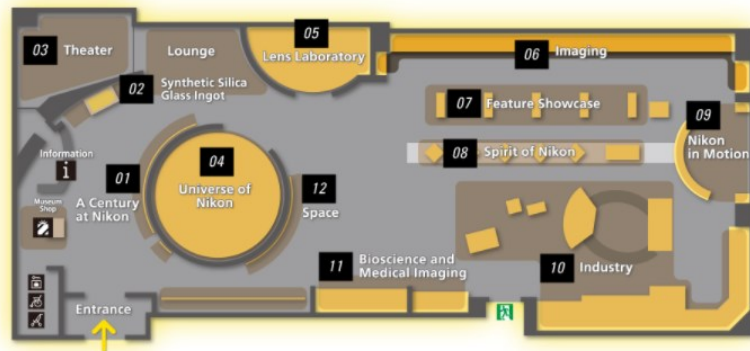 03 Theater
Lounge
05
Lens Laboratory
06 Imaging
02 Synthetic Silica
Glass Ingot
07 Feature Showcase
09
Nikon
in Motion
08 Spirit of Nikon
Information
i
04
Universe of
Nikon
01
A Century
at Nikon
12
Space
Museum
Shop
11 Bioscience and
Medical Imaging
10 Industry
Entrance